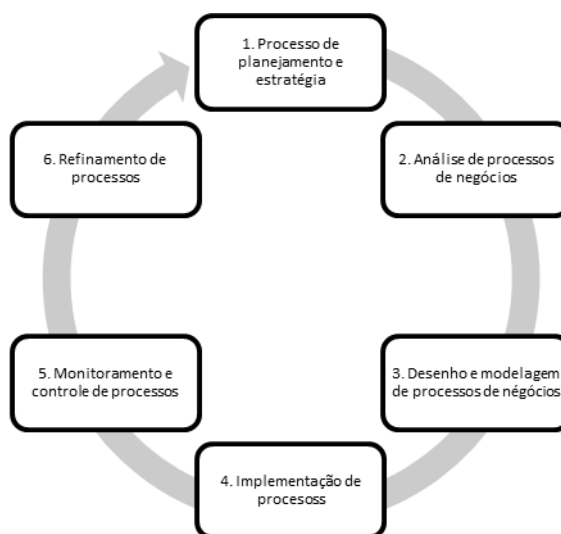 1. Processo de
planejamento e
estratégia
2. Análise de processos
de negócios
3. Desenho e modelagem
de processos de négócios
4. Implementação de
procesoss
5. Monitoramento e
controle de processos
6. Refinamento de
processos